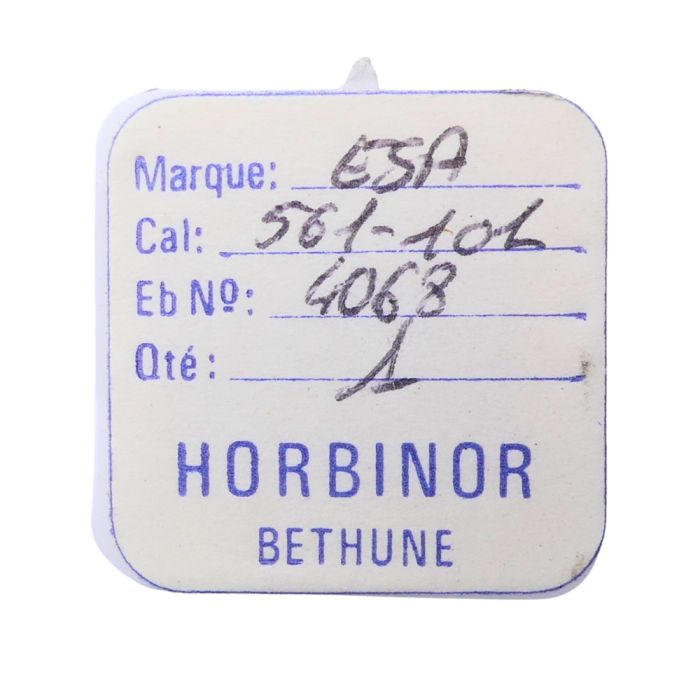 Marque: ESA
Cal: 561-101
Eb Nº: 4068
Qté: 1
HORBINOR
BETHUNE